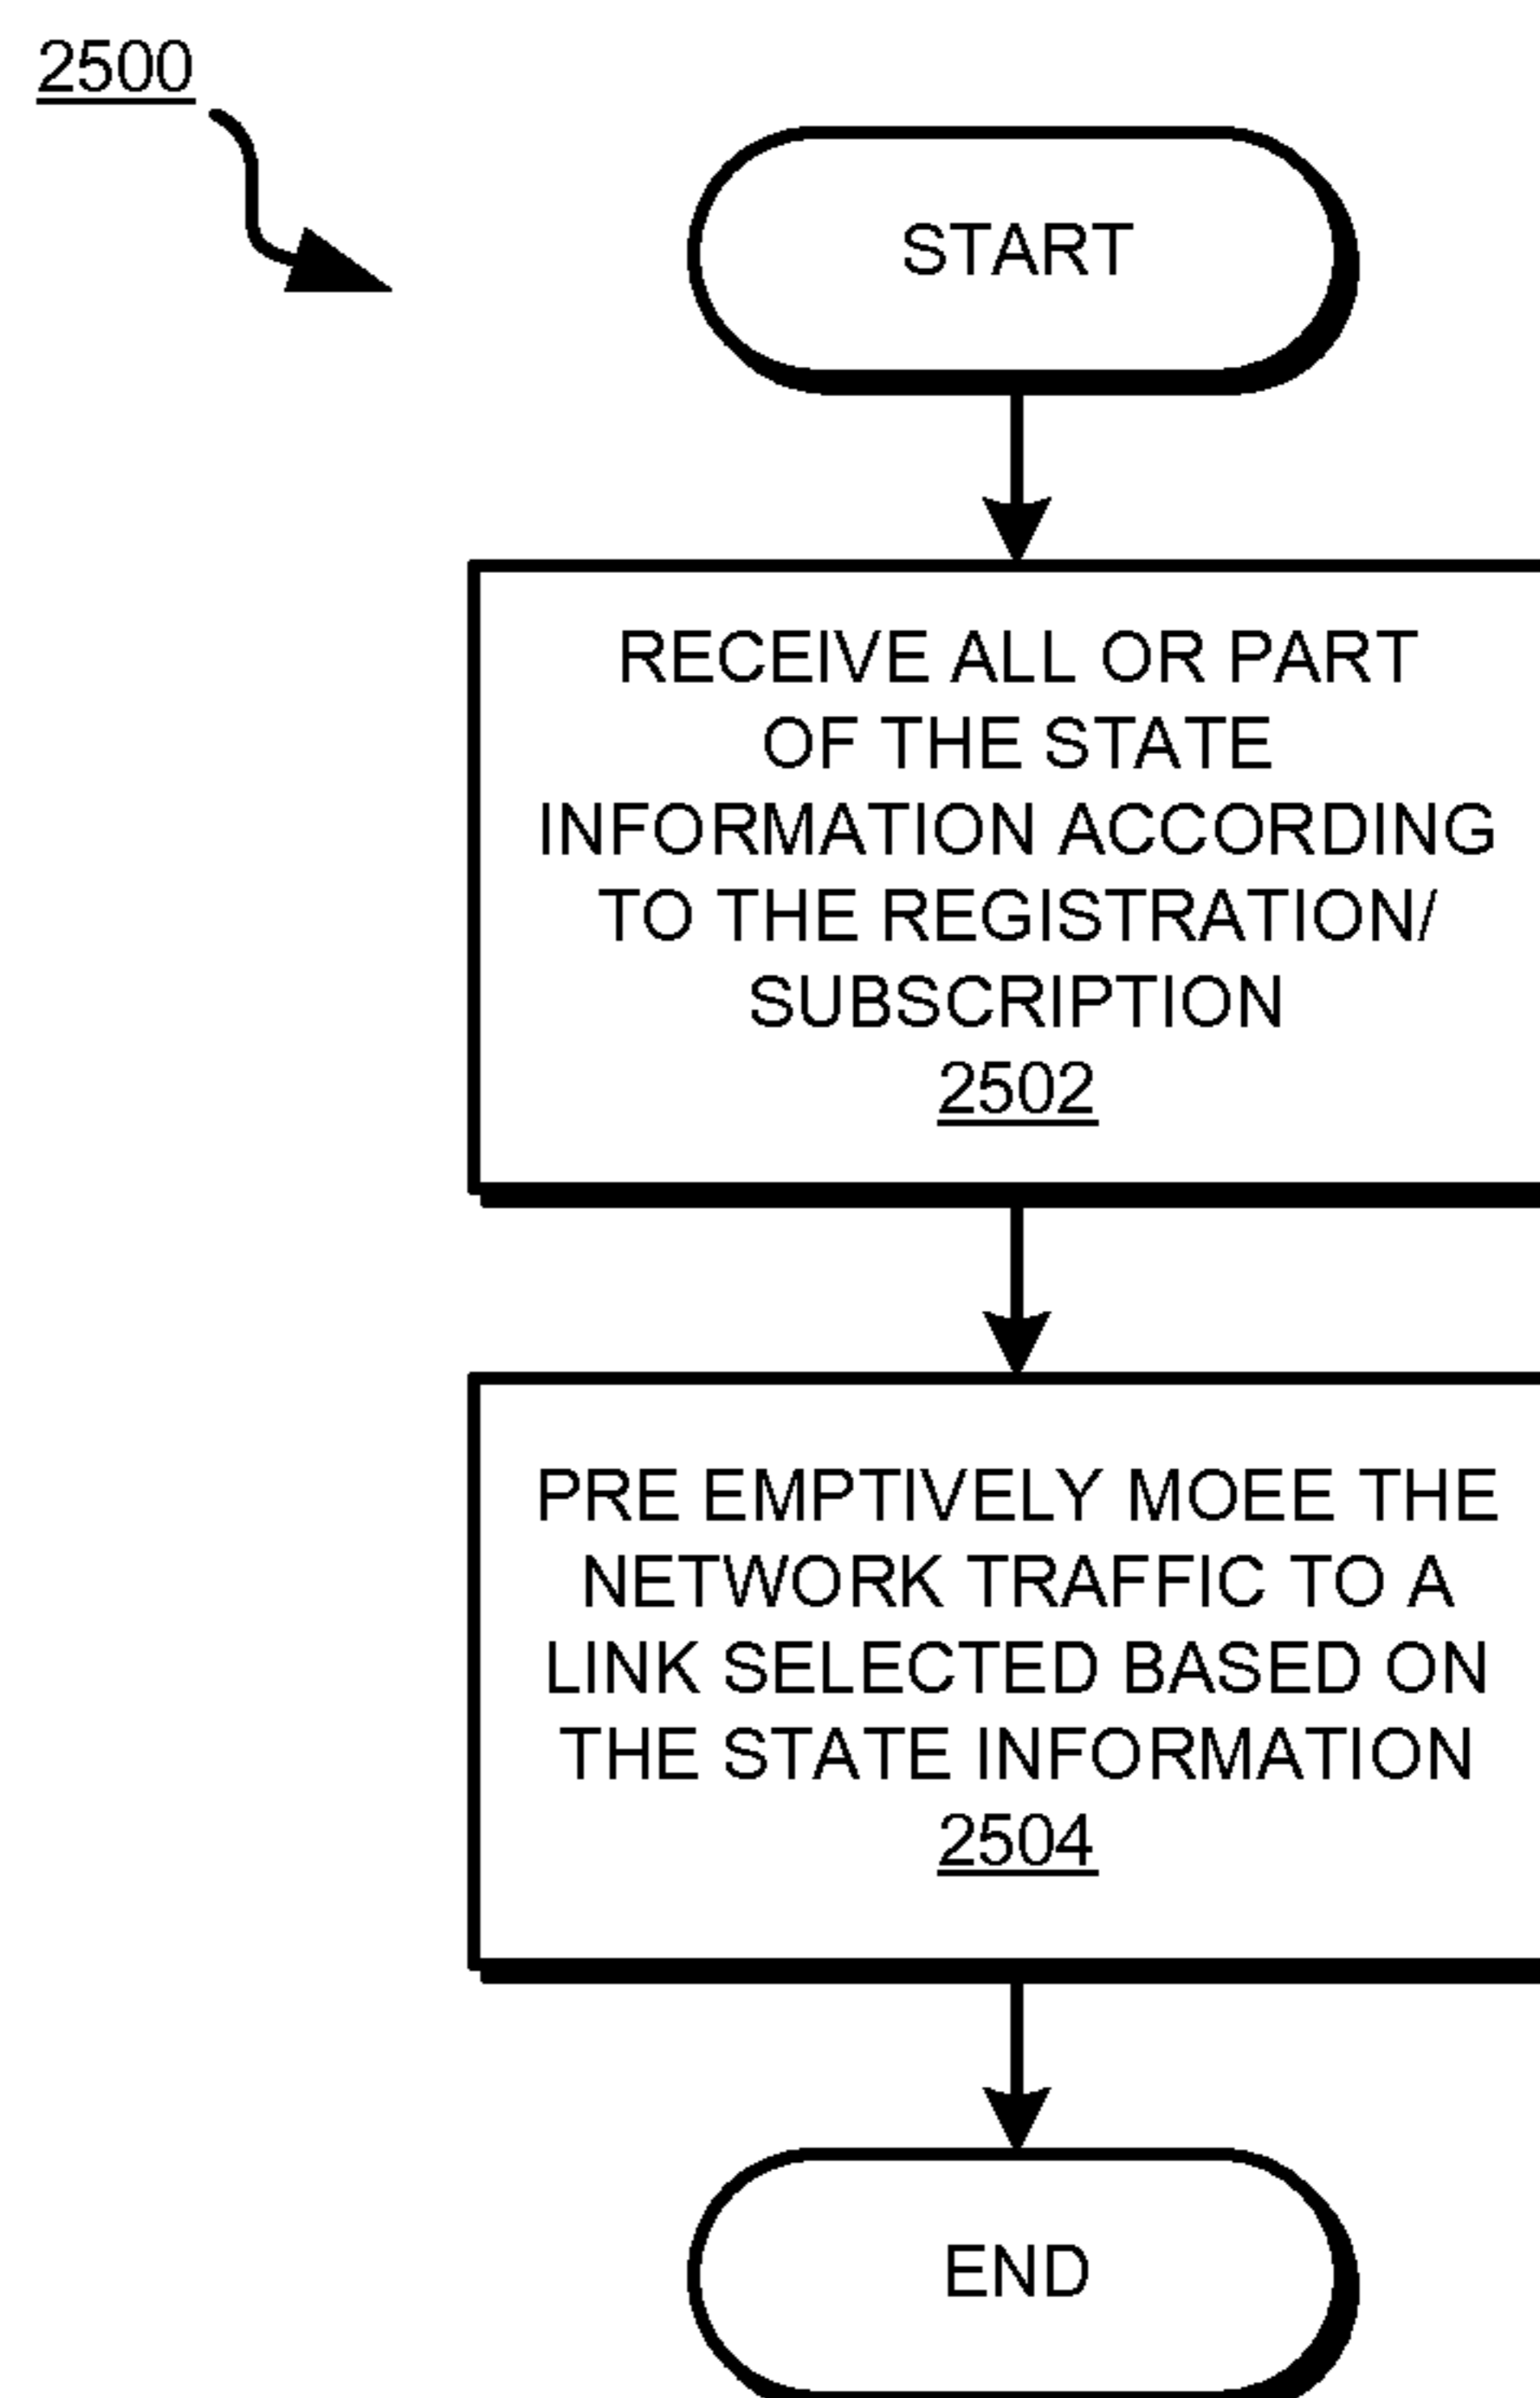 2500
START
RECEIVE ALL OR PART
OF THE STATE
INFORMATION ACCORDING
TO THE REGISTRATION/
SUBSCRIPTION
2502
PRE EMPTIVELY MOEE THE
NETWORK TRAFFIC TO A
LINK SELECTED BASED ON
THE STATE INFORMATION
2504
END